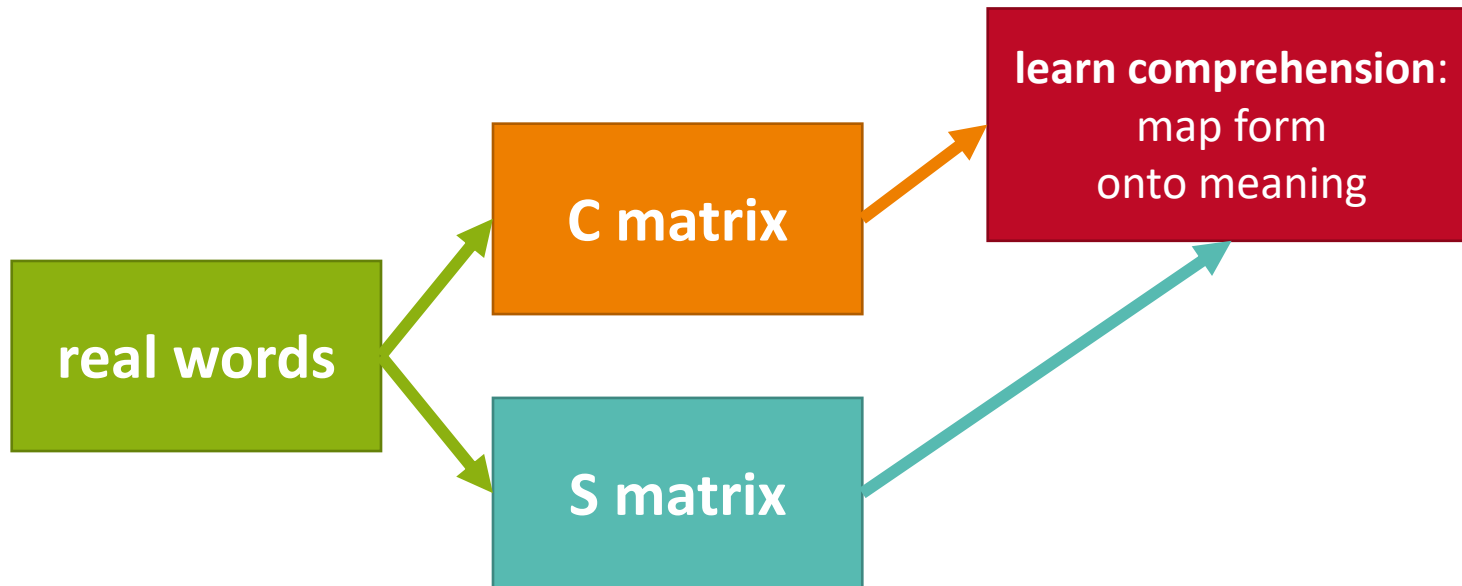 real words
C matrix
S matrix
learn comprehension:
map form
onto meaning